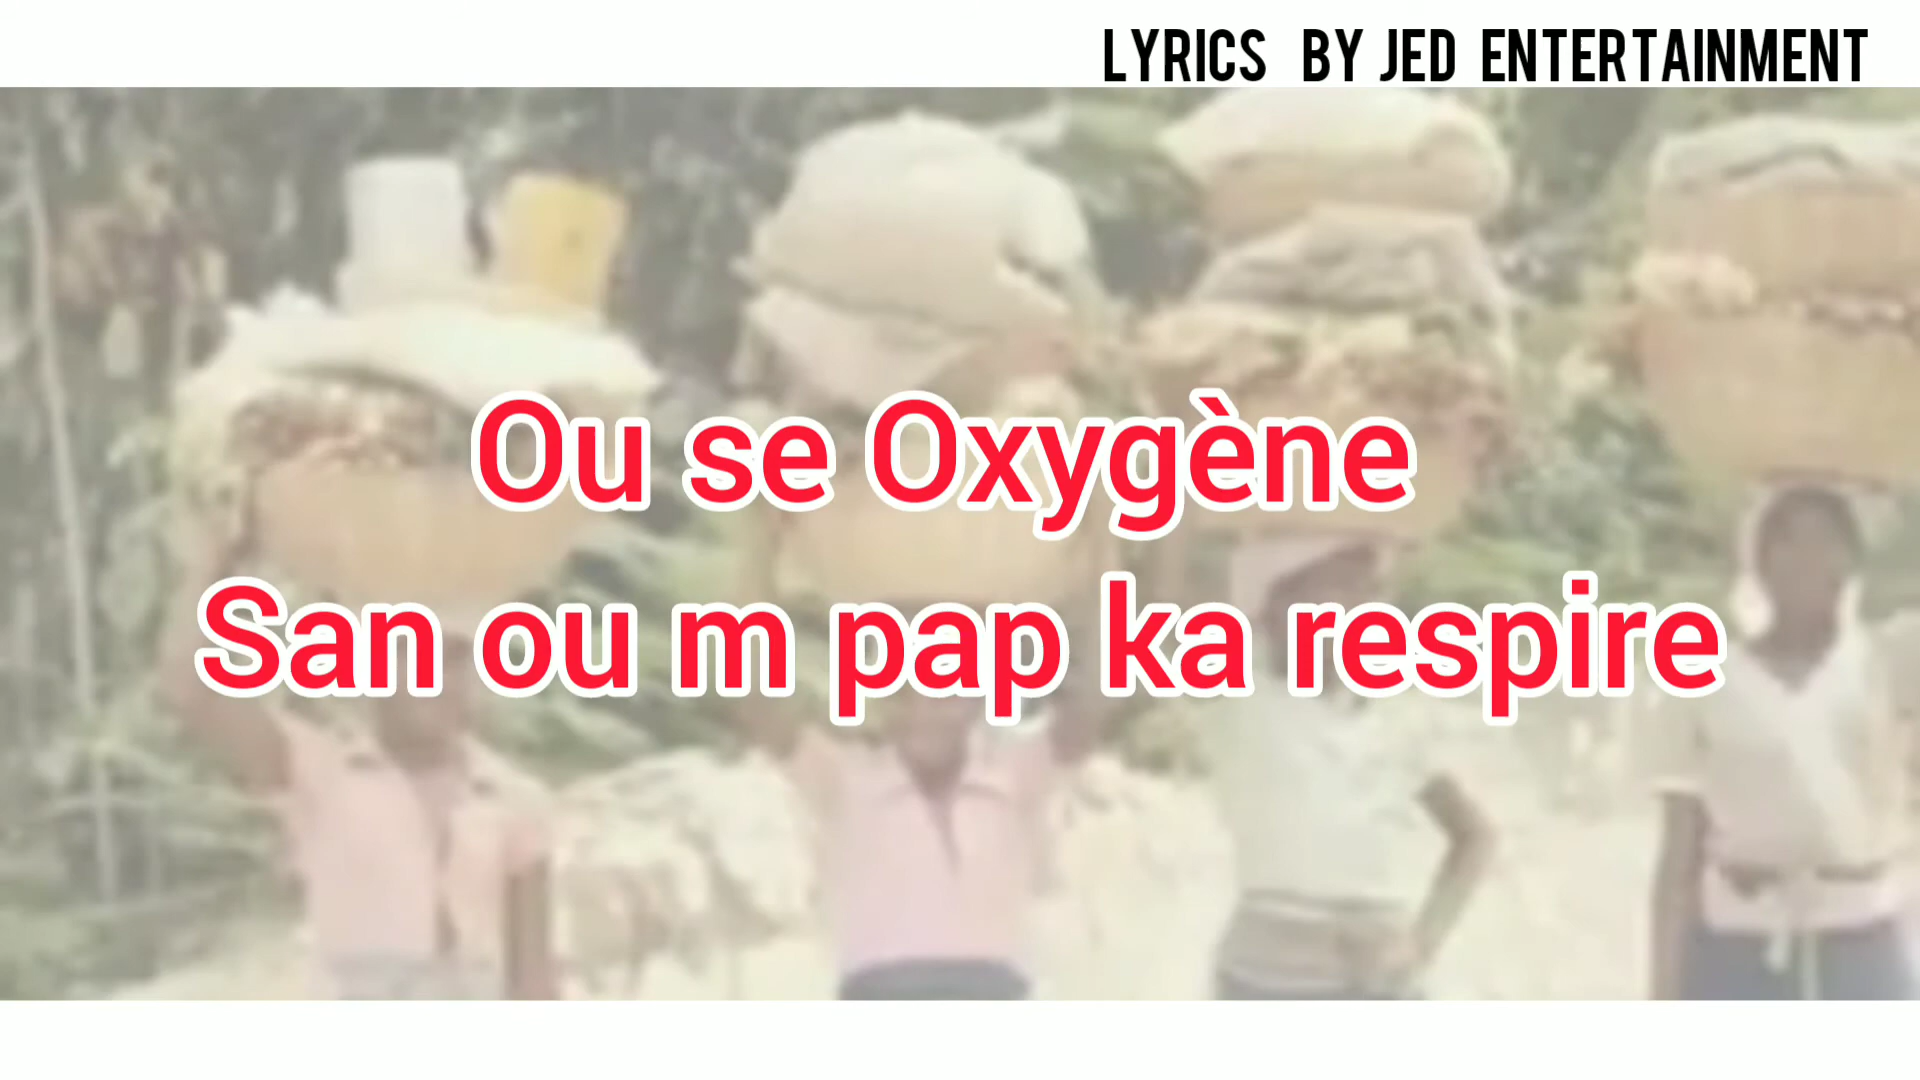 LYRICS BY JED ENTERTAINMENT
Ou se Oxygène
San ou m pap ka respire